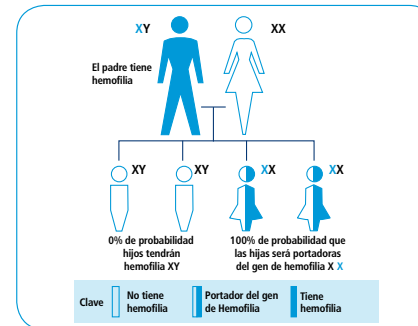 XY
XX
El padre tiene
hemofilia
XY
XY
XX
XX
0% de probabilidad
hijos tendrán
hemofilia XY
100% de probabilidad que
las hijas será portadoras
del gen de hemofilia X X
Clave
No tiene
hemofilia
Portador del gen
de Hemofilia
Tiene
hemofilia